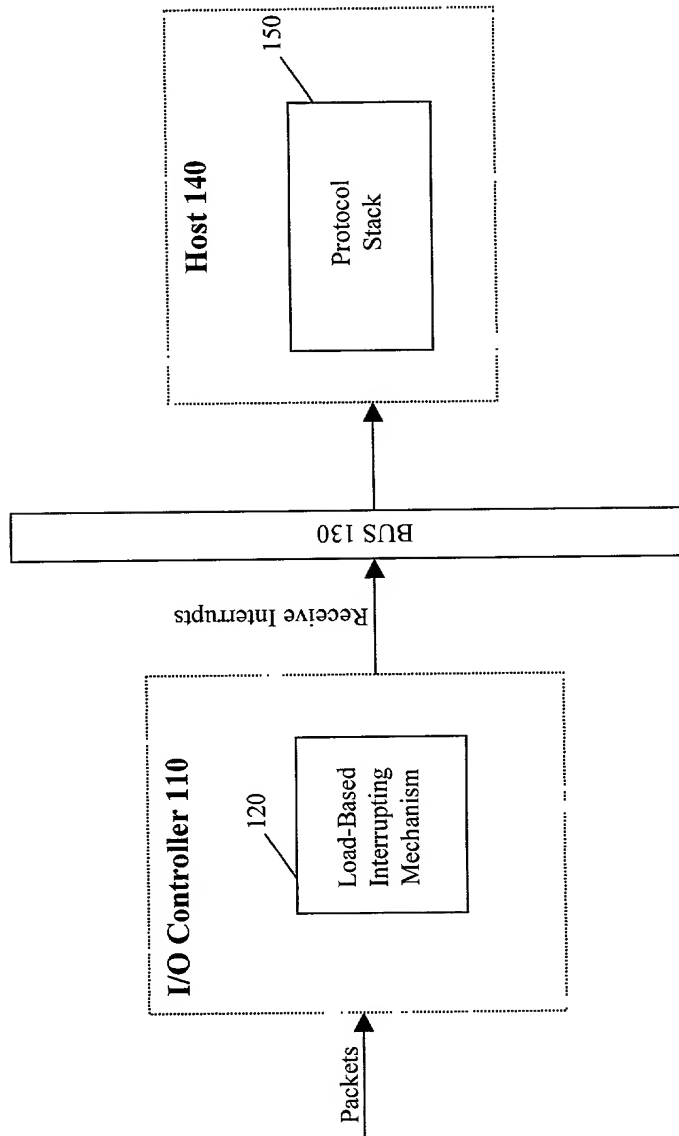 Packets
I/O Controller 110
120
Load-Based
Interrupting
Mechanism
Receive Interrupts
BUS 130
Host 140
150
Protocol
Stack